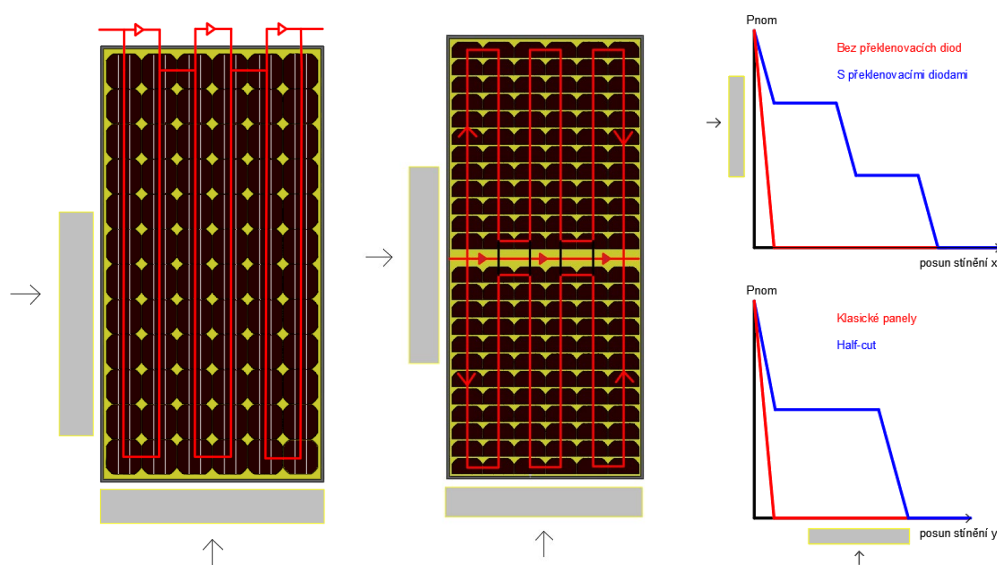 Pnom
Bez překlenovacích diod
S překlenovacími diodami
posun stínění x
Pnom
Klasické panely
Half-cut
posun stínění y